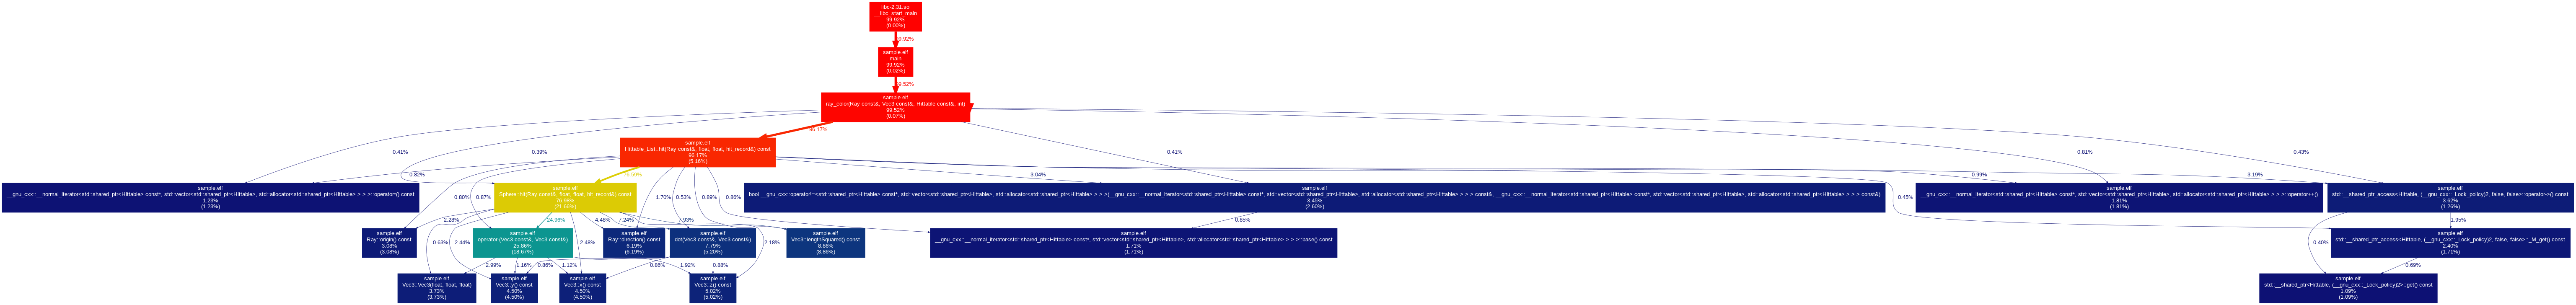 libc-2.31.so
__libc_start_main
99.92%
(0.00%)
99.92%
sample.elf
main
99.92%
(0.02%)
99.52%
sample.elf
ray_color(Ray const&, Vec3 const&, Hittable const&, int)
99.52%
(0.07%)
96.17%
sample.elf
Hittable_List::hit(Ray const&, float, float, hit_record&) const
96.17%
(5.16%)
0.41%
0.39%
0.41%
0.81%
0.43%
0.82%
3.04%
0.99%
3.19%
sample.elf
__gnu_cxx::__normal_iterator<std::shared_ptr<Hittable> const*, std::vector<std::shared_ptr<Hittable>, std::allocator<std::shared_ptr<Hittable> > > >::operator*() const
1.23%
(1.23%)
sample.elf
Sphere::hit(Ray const&, float, float, hit_record&) const
(11.66%)
sample.elf
bool __gnu_cxx::operator!=<std::shared_ptr<Hittable> const*, std::vector<std::shared_ptr<Hittable>, std::allocator<std::shared_ptr<Hittable> > > >(__gnu_cxx::__normal_iterator<std::shared_ptr<Hittable> const*, std::vector<std::shared_ptr<Hittable>, std::allocator<std::shared_ptr<Hittable> > > > const&, __gnu_cxx::__normal_iterator<std::shared_ptr<Hittable> const*, std::vector<std::shared_ptr<Hittable>, std::allocator<std::shared_ptr<Hittable> > > > const&)
3.45%
(2.60%)
sample.elf
__gnu_cxx::__normal_iterator<std::shared_ptr<Hittable> const*, std::vector<std::shared_ptr<Hittable>, std::allocator<std::shared_ptr<Hittable> > > >::operator++()
1.81%
(1.81%)
sample.elf
std::__shared_ptr_access<Hittable, (__gnu_cxx::_Lock_policy)2, false, false>::operator->() const
3.62%
(1.26%)
0.80%
0.87%
1.70%
0.53%
0.89%
0.86%
0.45%
2.28%
24.98%
4.48%
7.24%
7.93%
0.85%
1.95%
sample.elf
Ray::origin() const
3.08%
(3.08%)
sample.elf
operator-(Vec3 const&, Vec3 const&)
25.86%
(18.67%)
sample.elf
Ray::direction() const
6.19%
(6.19%)
sample.elf
dot(Vec3 const&, Vec3 const&)
7.79%
(5.20%)
sample.elf
Vec3::lengthSquared() const
8.86%
(8.86%)
sample.elf
__gnu_cxx::__normal_iterator<std::shared_ptr<Hittable> const*, std::vector<std::shared_ptr<Hittable>, std::allocator<std::shared_ptr<Hittable> > > >::base() const
1.71%
(1.71%)
sample.elf
std::__shared_ptr_access<Hittable, (__gnu_cxx::_Lock_policy)2, false, false>::_M_get() const
2.40%
(1.71%)
0.63%
2.44%
2.48%
2.18%
0.40%
2.99%
1.16%
0.86%
1.12%
0.86%
1.92%
0.88%
0.69%
sample.elf
Vec3::Vec3(float, float, float)
3.73%
(3.73%)
sample.elf
Vec3::y() const
4.50%
(4.50%)
sample.elf
Vec3::x() const
4.50%
(4.50%)
sample.elf
Vec3::z() const
5.02%
(5.02%)
sample.elf
std::__shared_ptr<Hittable, (__gnu_cxx::_Lock_policy)2>::get() const
1.09%
(1.09%)